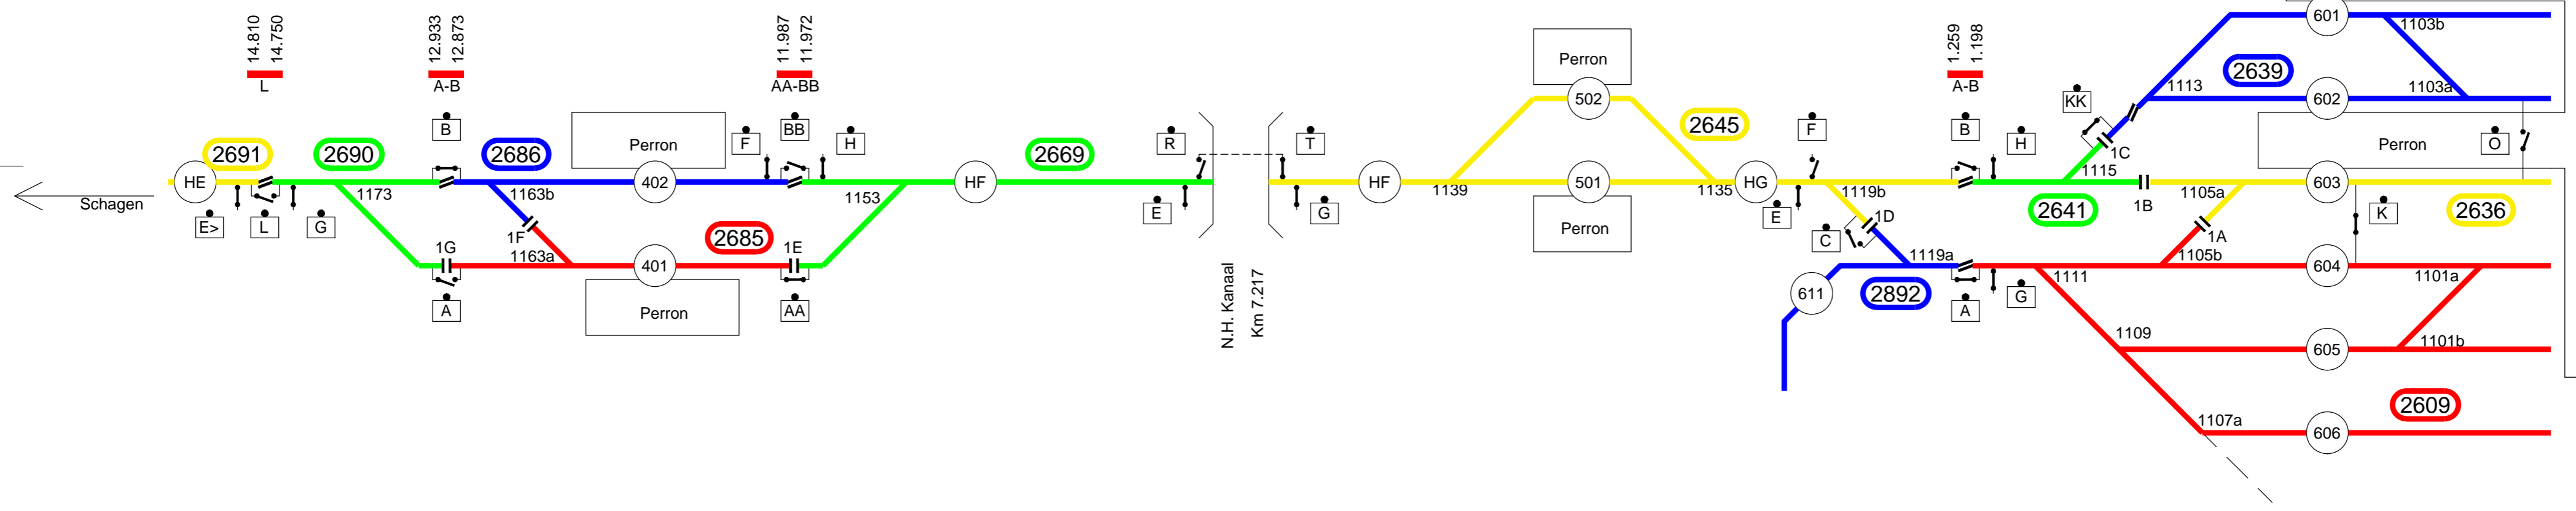 14.810
14.750
L
12.933
12.873
A-B
11.987
11.972
AA-BB
1.259
1.198
A-B
601
1103b
2639
1113
1103a
602
KK
Perron
502
B
Perron
F
BB
H
R
T
2645
F
B
H
1C
Perron
O
2691
2690
2686
2669
HE
1173
1163b
402
1153
HF
HF
1139
501
1135
HG
1119b
1115
1105a
603
Schagen
E>
L
G
1F
2685
1G
1E
E
G
Perron
E
C
1D
2641
1B
1A
K
2636
1163a
401
1119a
1105b
604
A
Perron
AA
N.H. Kanaal
Km 7.217
611
2892
A
G
1111
1101a
1109
605
1101b
2609
1107a
606